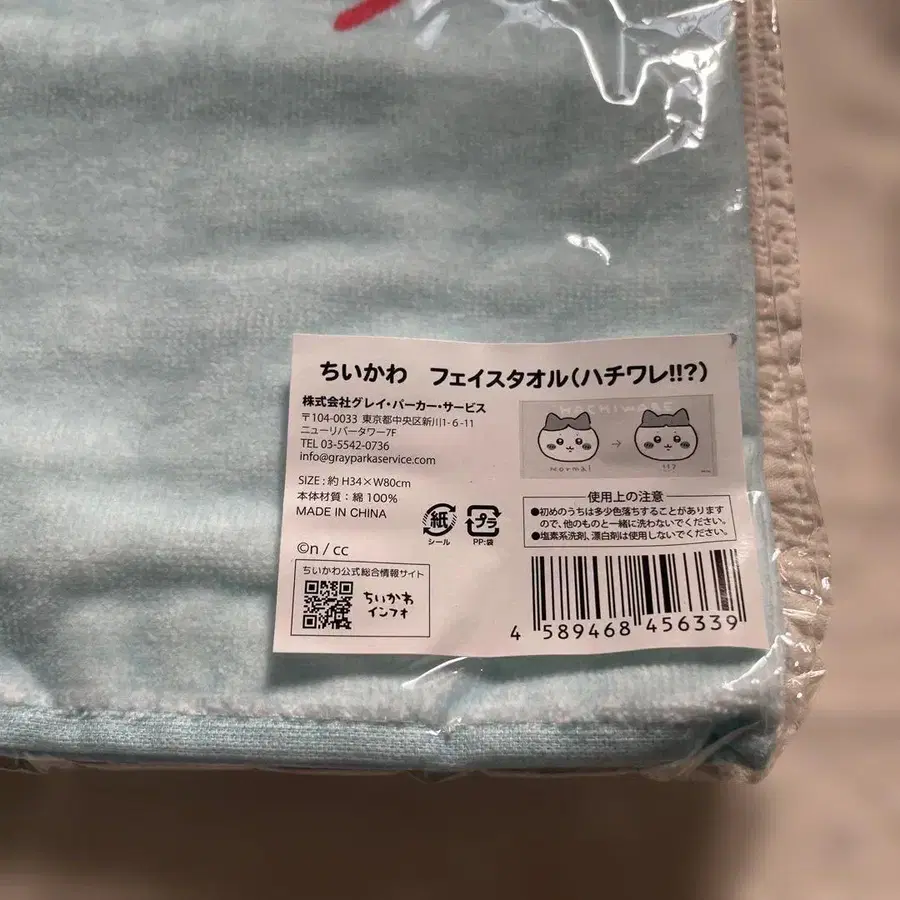 ちいかわ フェイスタオル(ハチワレ!!?)
株式会社グレイ・パーカー・サービス
〒104-0033 東京都中央区新川1-6-11
ニューリバータワー7F
TEL 03-5542-0736
info@grayparkaservice.com
SIZE：約 H34×W80cm
本体材質：綿 100%
MADE IN CHINA
紙
シール
プラ
PP:袋
©n / cc
ちいかわ公式総合情報サイト
ちいかわ
インフォ
HACHIWARE
normal
→
!!?
使用上の注意
●初めのうちは多少色落ちすることがあります
ので、他のものと一緒に洗わないでください。
●塩素系洗剤、漂白剤は使用しないでください。
4 589468 456339